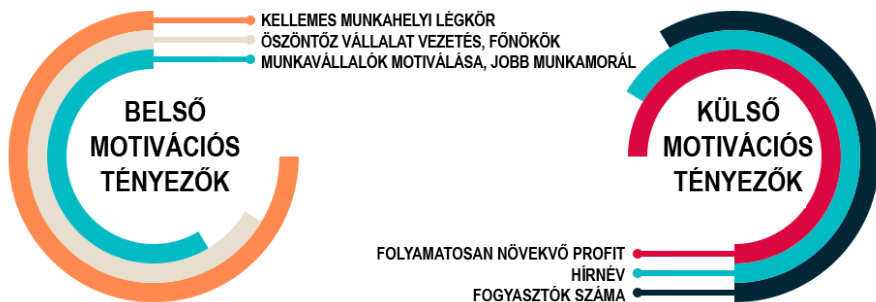 KELLEMES MUNKAHELYI LÉGKÖR
ÖSZÖNTŐZ VÁLLALAT VEZETÉS, FŐNÖKÖK
MUNKAVÁLLALÓK MOTIVÁLÁSA, JOBB MUNKAMORÁL
BELSŐ
MOTIVÁCIÓS
TÉNYEZŐK
KÜLSŐ
MOTIVÁCIÓS
TÉNYEZŐK
FOLYAMATOSAN NÖVEKVŐ PROFIT
HÍRNÉV
FOGYASZTÓK SZÁMA